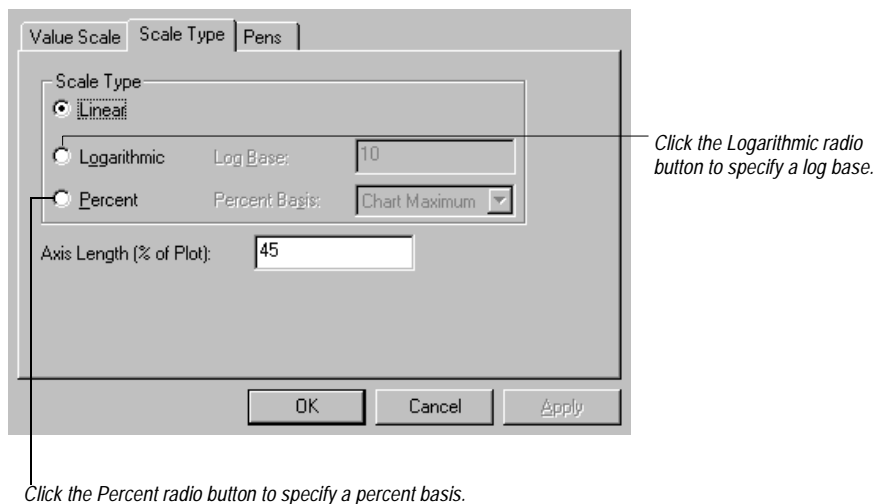 Value Scale Scale Type Pens
Scale Type
Linear
Logarithmic Log Base: 10
Percent Percent Basis: Chart Maximum
Axis Length (% of Plot): 45
OK Cancel Apply
Click the Logarithmic radio
button to specify a log base.
Click the Percent radio button to specify a percent basis.